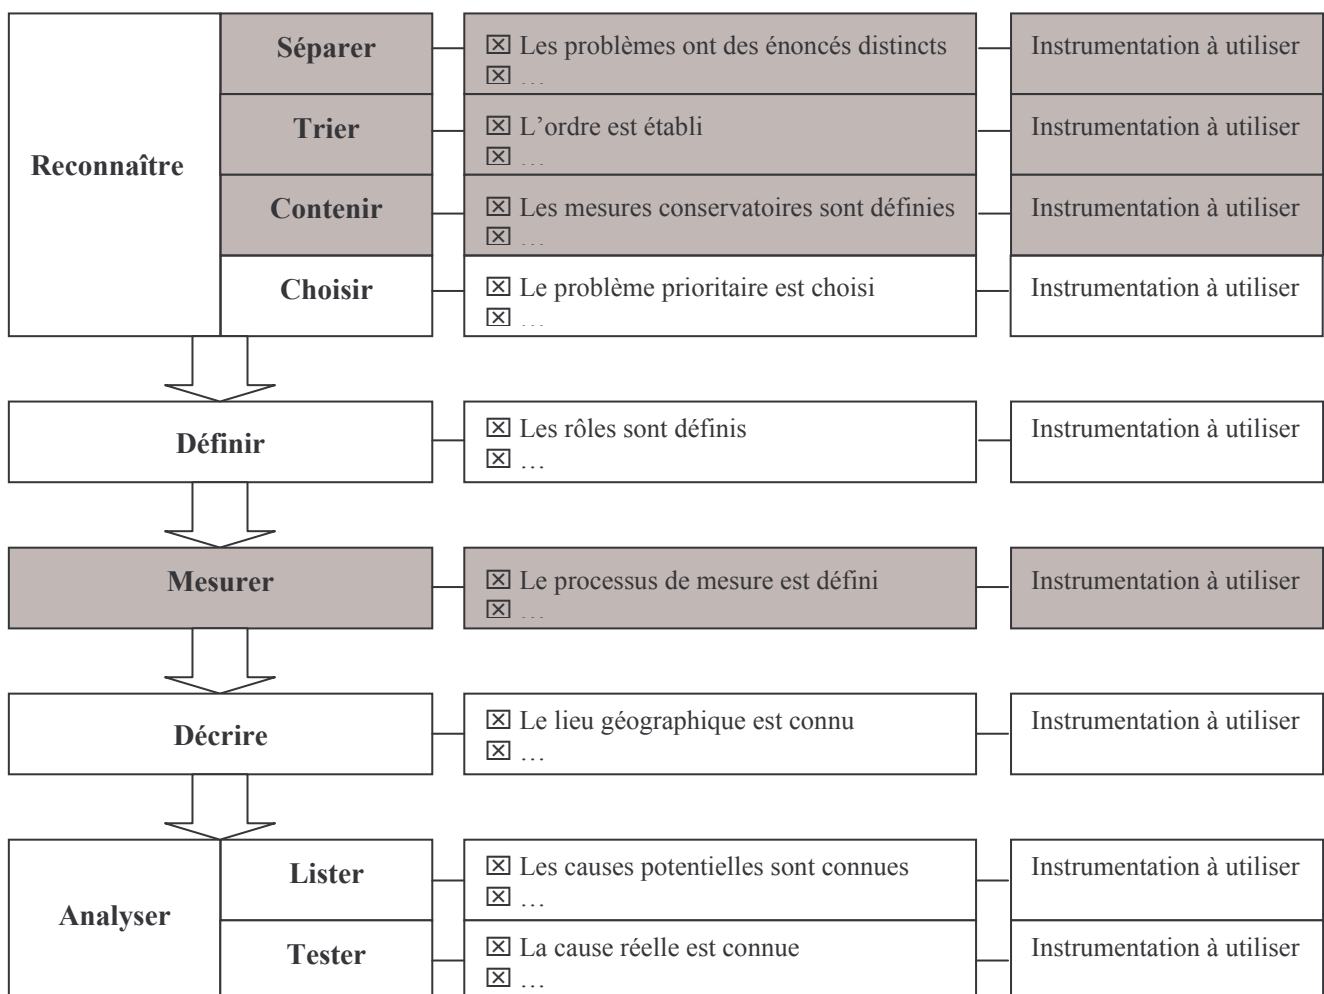 Séparer
☒ Les problèmes ont des énoncés distincts
☒ …
Instrumentation à utiliser
Trier
☒ L’ordre est établi
☒ …
Instrumentation à utiliser
Reconnaître
Contenir
☒ Les mesures conservatoires sont définies
☒ …
Instrumentation à utiliser
Choisir
☒ Le problème prioritaire est choisi
☒ …
Instrumentation à utiliser
Définir
☒ Les rôles sont définis
☒ …
Instrumentation à utiliser
Mesurer
☒ Le processus de mesure est défini
☒ …
Instrumentation à utiliser
Décrire
☒ Le lieu géographique est connu
☒ …
Instrumentation à utiliser
Analyser
Lister
☒ Les causes potentielles sont connues
☒ …
Instrumentation à utiliser
Tester
☒ La cause réelle est connue
☒ …
Instrumentation à utiliser